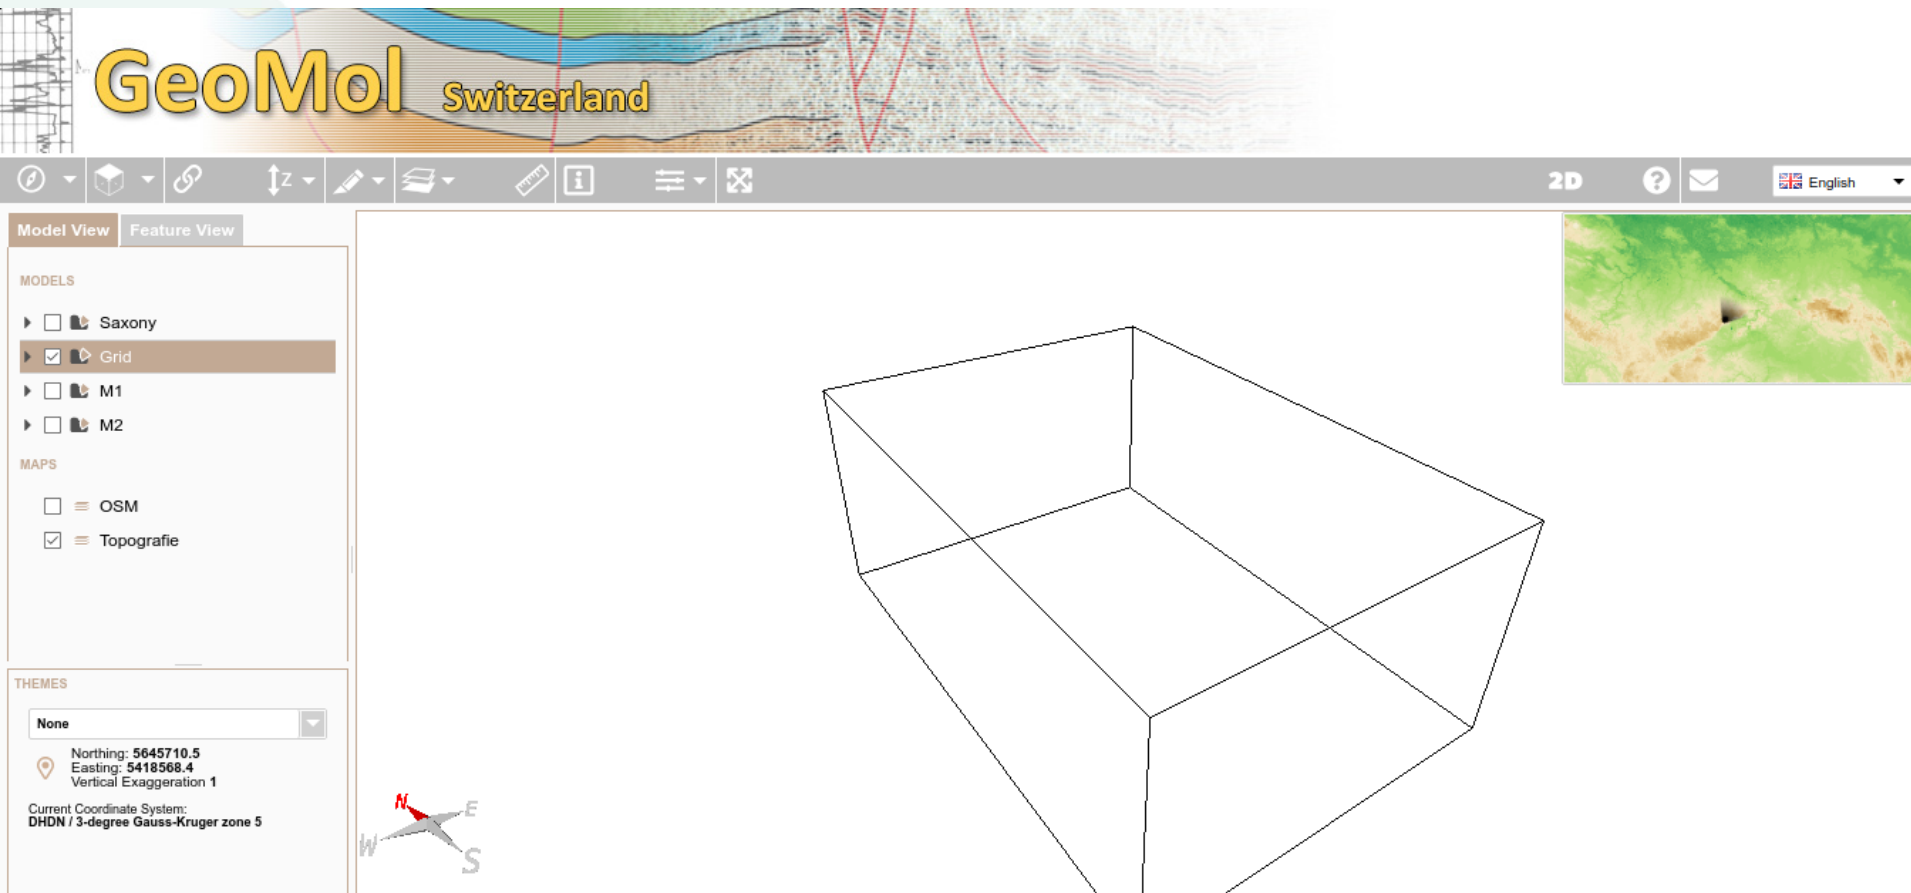 GeoMol Switzerland
Z
2D
?
English
Model View
Feature View
MODELS
Saxony
Grid
M1
M2
MAPS
OSM
Topografie
THEMES
None
Northing: 5645710.5
Easting: 5418568.4
Vertical Exaggeration 1
Current Coordinate System:
DHDN / 3-degree Gauss-Kruger zone 5
N
E
W
S